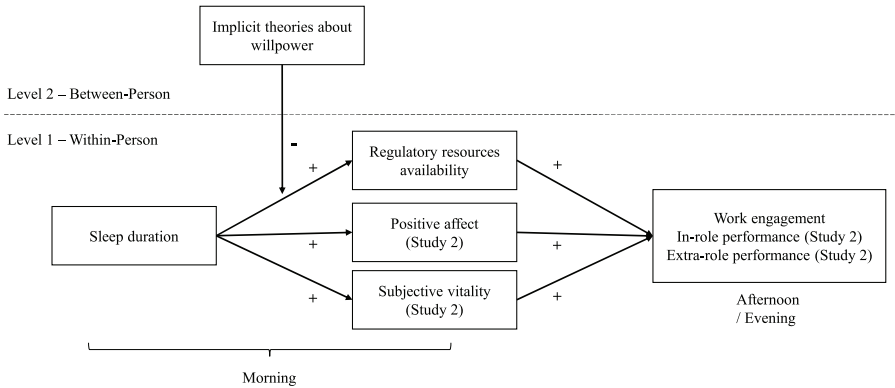 Implicit theories about
willpower
Level 2 – Between-Person
Level 1 – Within-Person
-
+
Regulatory resources
availability
+
Sleep duration
+
Positive affect
(Study 2)
+
Work engagement
In-role performance (Study 2)
Extra-role performance (Study 2)
+
Subjective vitality
(Study 2)
+
Afternoon
/ Evening
Morning